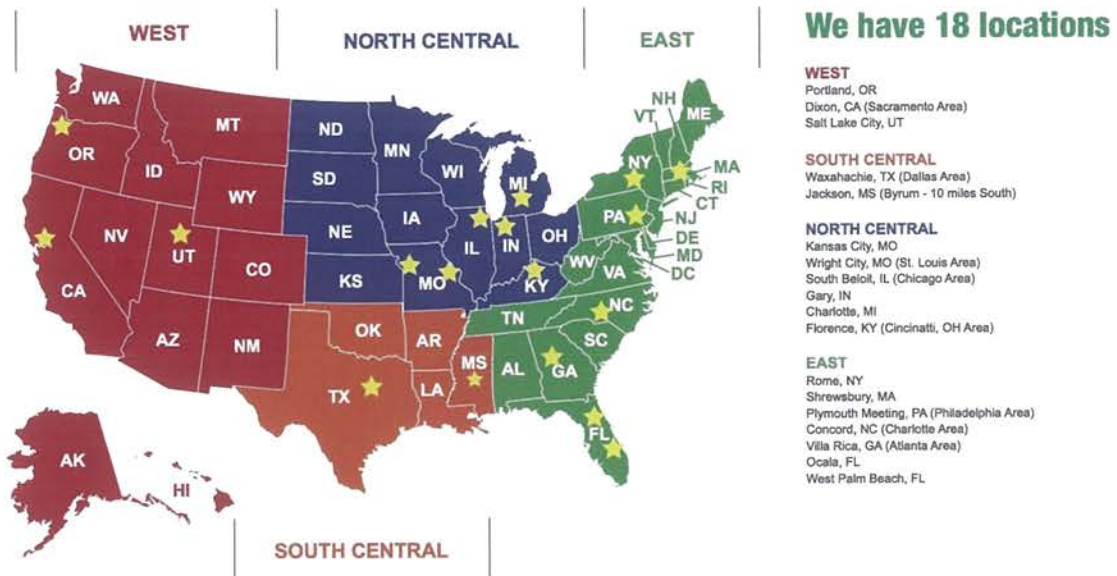 WEST
NORTH CENTRAL
EAST
WA
OR
ID
MT
WY
NV
UT
CA
CO
AZ
NM
AK
HI
ND
SD
NE
KS
MN
IA
WI
IL
MI
IN
OH
MO
KY
OK
TX
AR
LA
MS
NH
VT
ME
NY
MA
RI
CT
PA
NJ
DE
MD
DC
WV
VA
TN
NC
SC
AL
GA
FL
SOUTH CENTRAL
We have 18 locations
WEST
Portland, OR
Dixon, CA (Sacramento Area)
Salt Lake City, UT
SOUTH CENTRAL
Waxahachie, TX (Dallas Area)
Jackson, MS (Byrum - 10 miles South)
NORTH CENTRAL
Kansas City, MO
Wright City, MO (St. Louis Area)
South Beloit, IL (Chicago Area)
Gary, IN
Charlotte, MI
Florence, KY (Cincinatti, OH Area)
EAST
Rome, NY
Shrewsbury, MA
Plymouth Meeting, PA (Philadelphia Area)
Concord, NC (Charlotte Area)
Villa Rica, GA (Atlanta Area)
Ocala, FL
West Palm Beach, FL